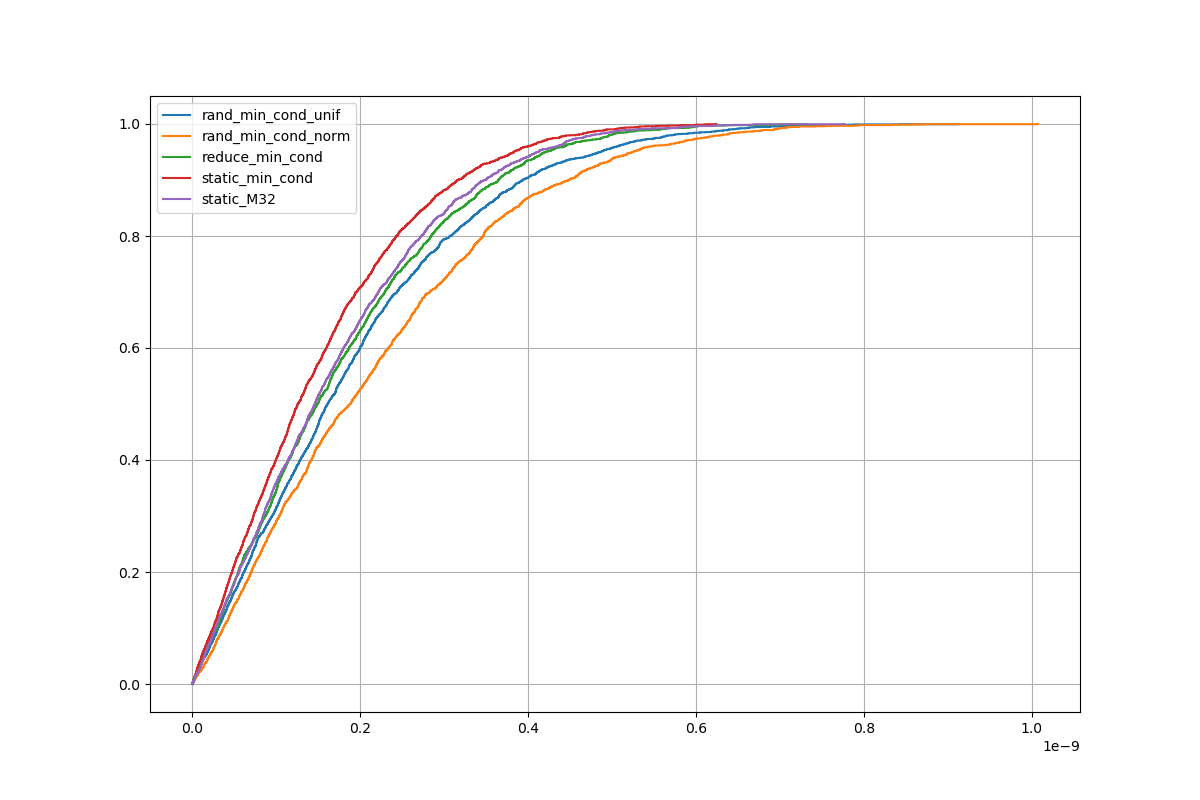 rand_min_cond_unif
rand_min_cond_norm
reduce_min_cond
static_min_cond
static_M32
1.0
0.8
0.6
0.4
0.2
0.0
0.0 0.2 0.4 0.6 0.8 1.0
1e−9